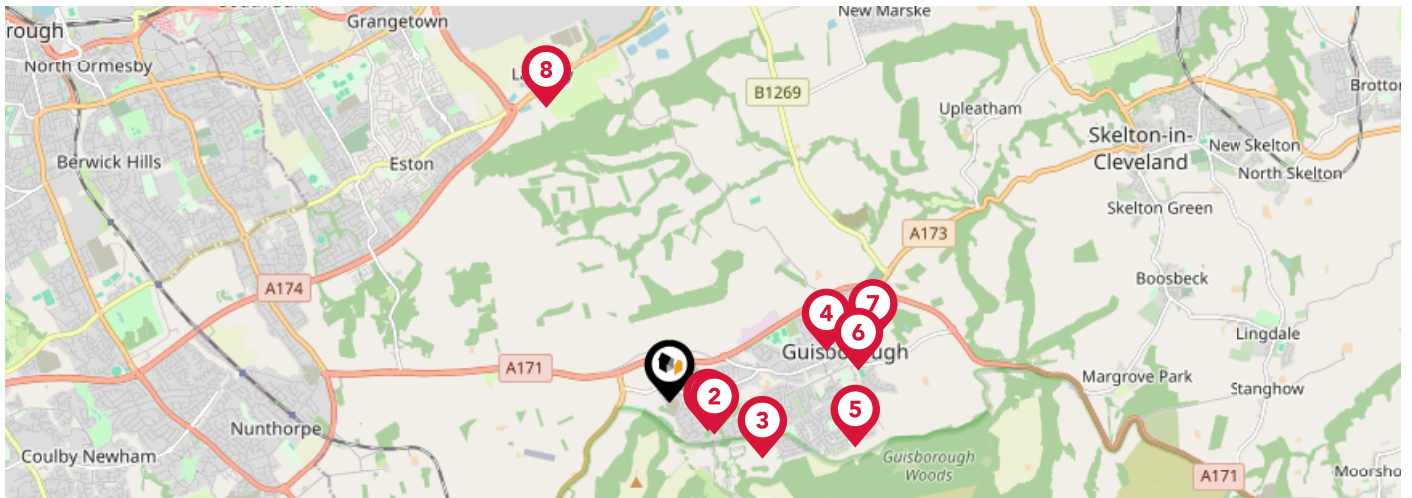 New Marske
Grangetown
rough
North Ormesby
8
B1269
Brotton
Upleatham
Skelton-in-
Cleveland
New Skelton
Berwick Hills
Eston
North Skelton
Skelton Green
A173
Boosbeck
A174
7
4
6
Lingdale
Guisborough
A171
Margrove Park
Stanghow
2
5
3
Nunthorpe
Coulby Newham
Guisborough
Woods
A171
Moorsho